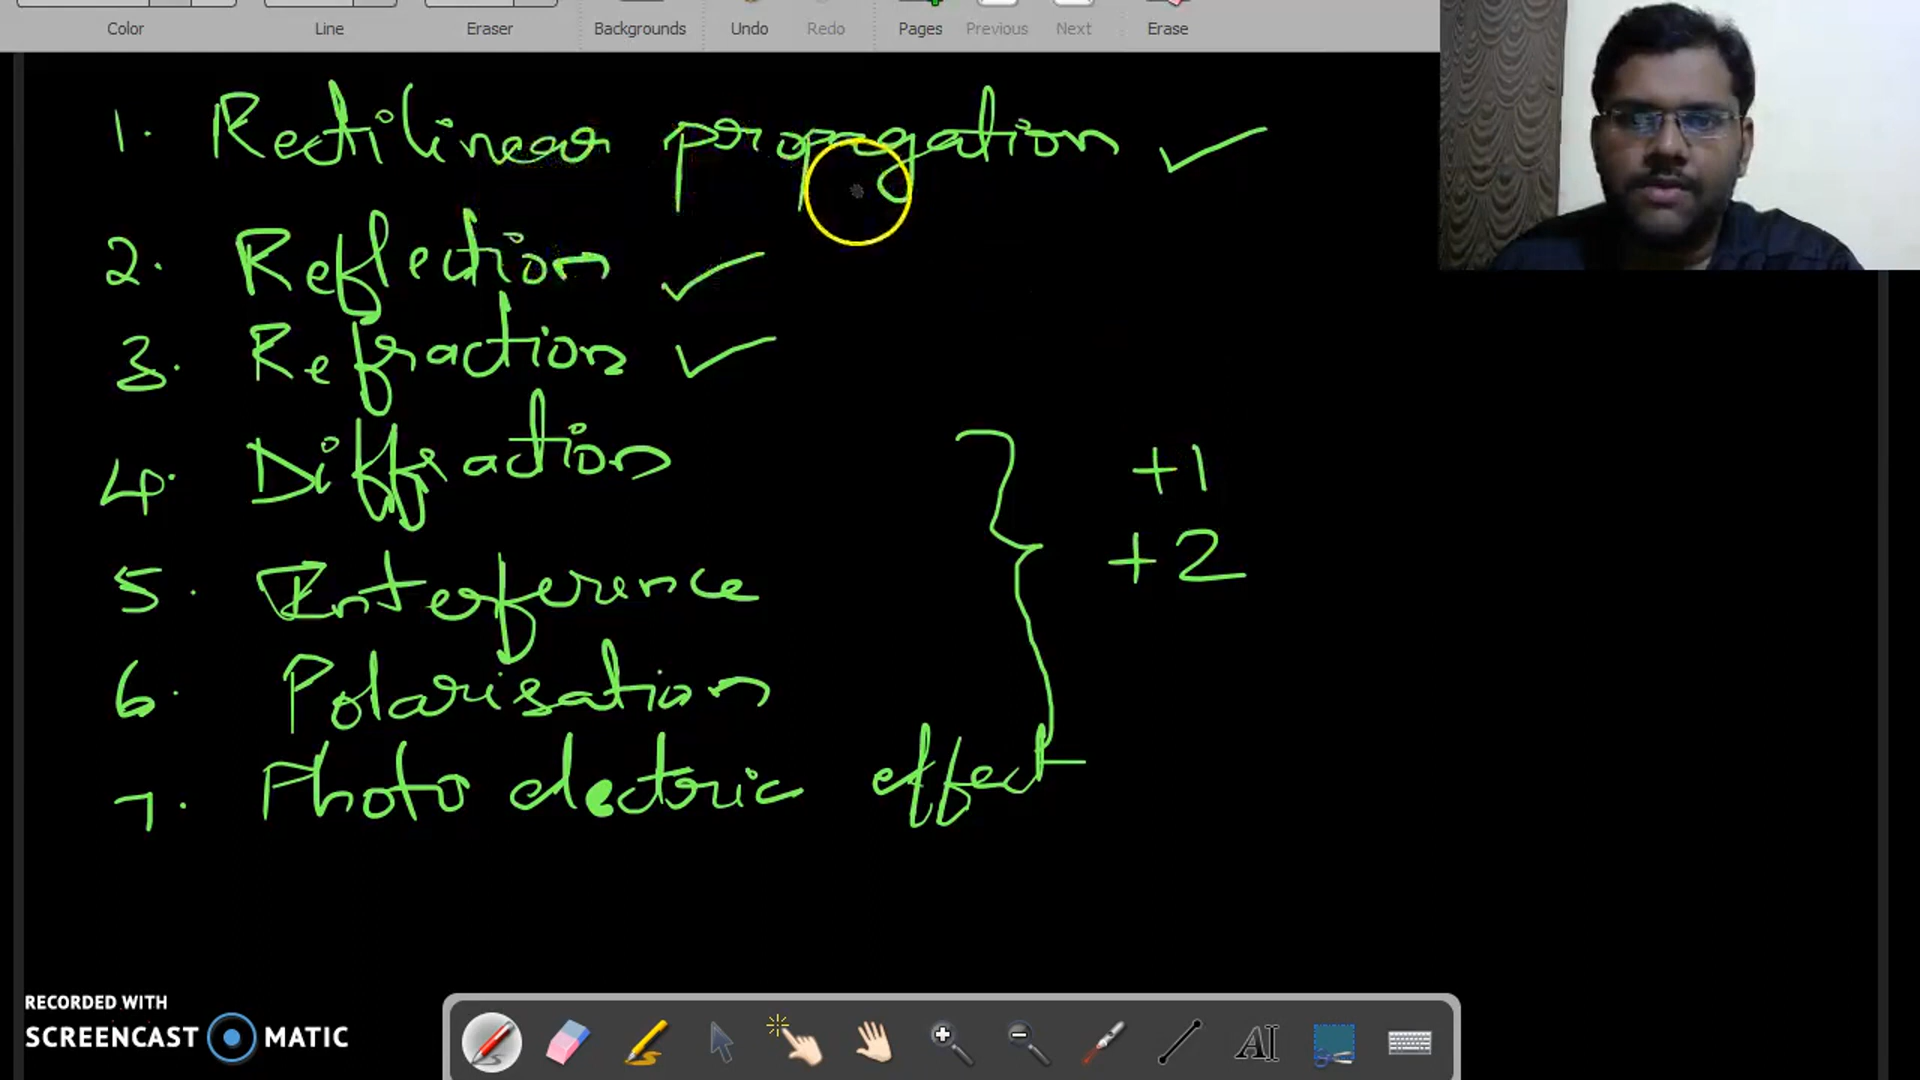 Color Line Eraser Backgrounds Undo Redo Pages Previous Next Erase
1. Rectilinear propagation ✓
2. Reflection ✓
3. Refraction ✓
4. Diffraction
5. Interference
6. Polarisation
7. Photo electric effect
+1
+2
RECORDED WITH
SCREENCAST MATIC
AI